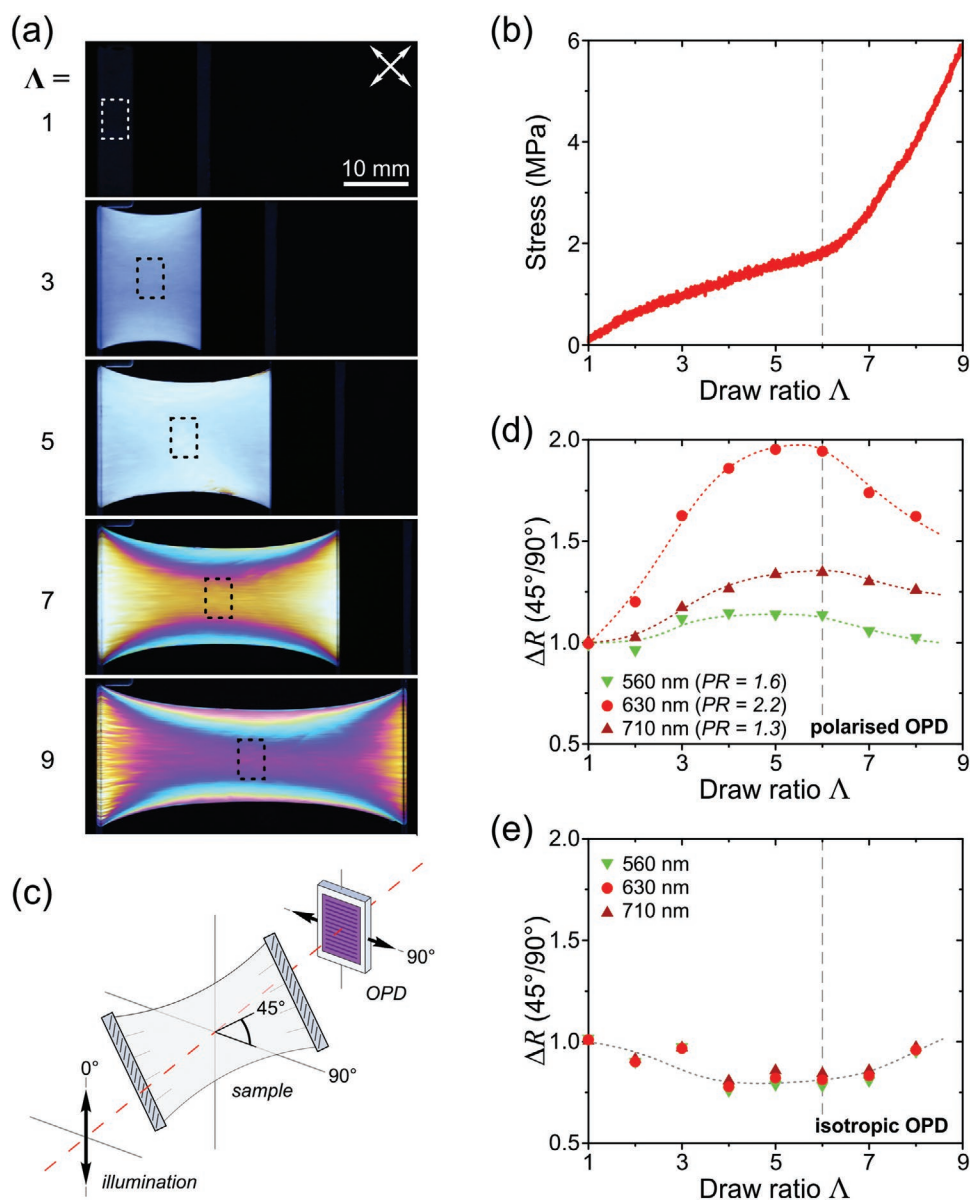 (a)
Λ =
1
10 mm
3
5
7
9
(b)
Stress (MPa)
6
4
2
0
1 3 5 7 9
Draw ratio Λ
(c)
0°
illumination
sample
45°
90°
OPD
90°
(d)
ΔR (45°/90°)
2.0
1.5
1.0
0.5
560 nm (PR = 1.6)
630 nm (PR = 2.2)
710 nm (PR = 1.3)
polarised OPD
1 3 5 7 9
Draw ratio Λ
(e)
ΔR (45°/90°)
2.0
1.5
1.0
0.5
560 nm
630 nm
710 nm
isotropic OPD
1 3 5 7 9
Draw ratio Λ